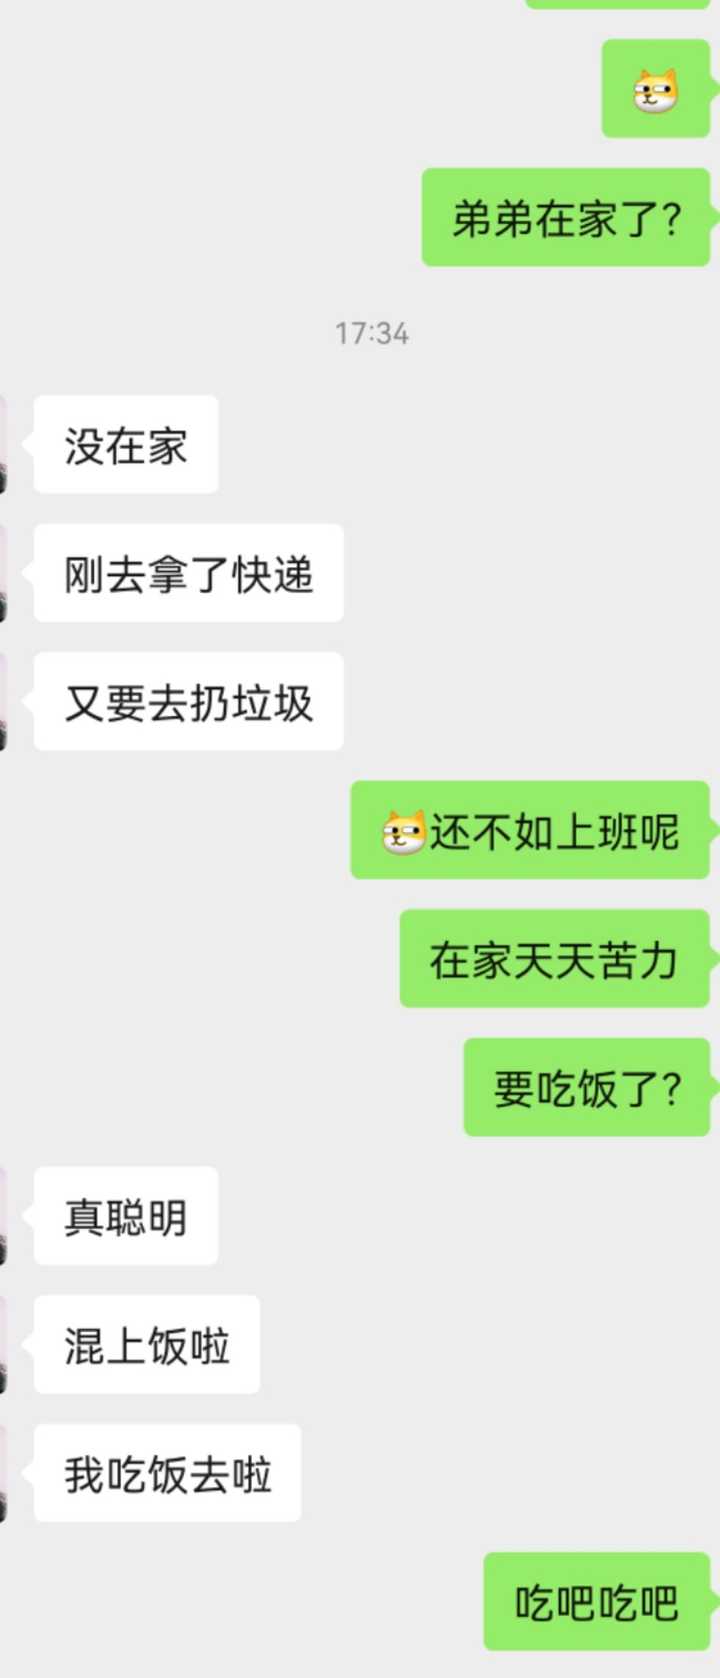 弟弟在家了？
17:34
没在家
刚去拿了快递
又要去扔垃圾
还不如上班呢
在家天天苦力
要吃饭了？
真聪明
混上饭啦
我吃饭去啦
吃吧吃吧